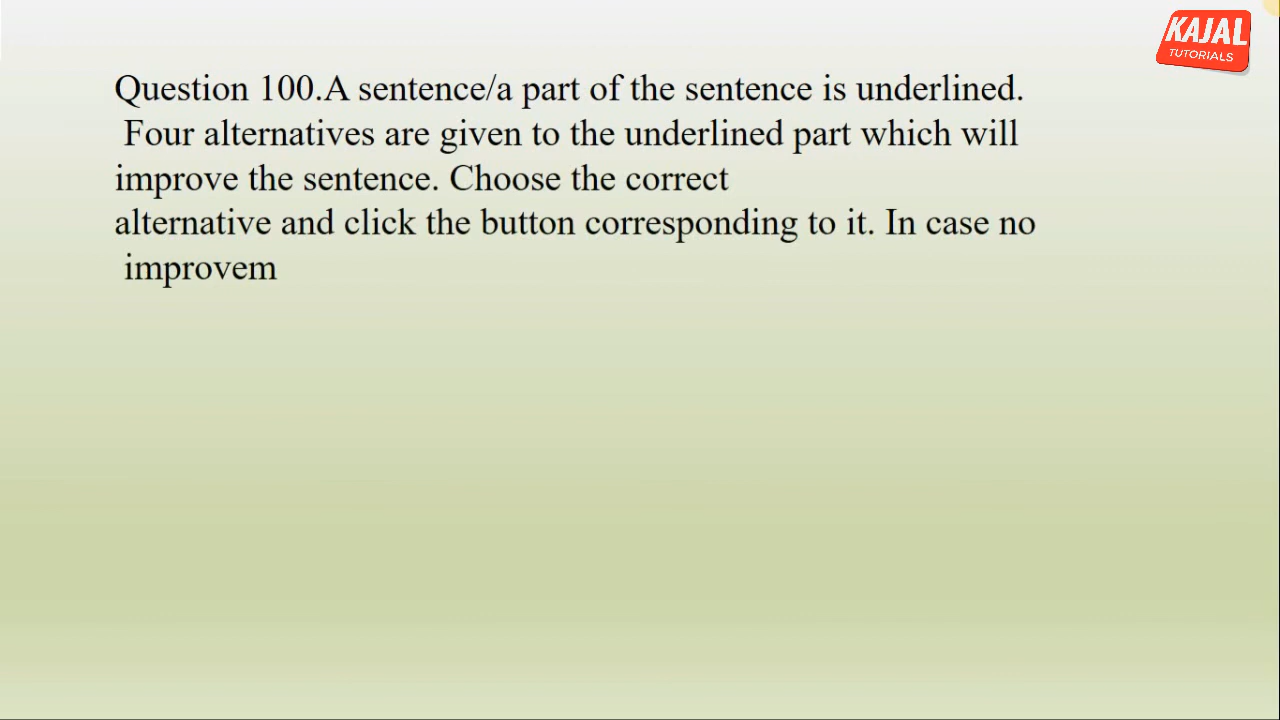 KAJAL
TUTORIALS
Question 100.A sentence/a part of the sentence is underlined.
Four alternatives are given to the underlined part which will
improve the sentence. Choose the correct
alternative and click the button corresponding to it. In case no
improvem